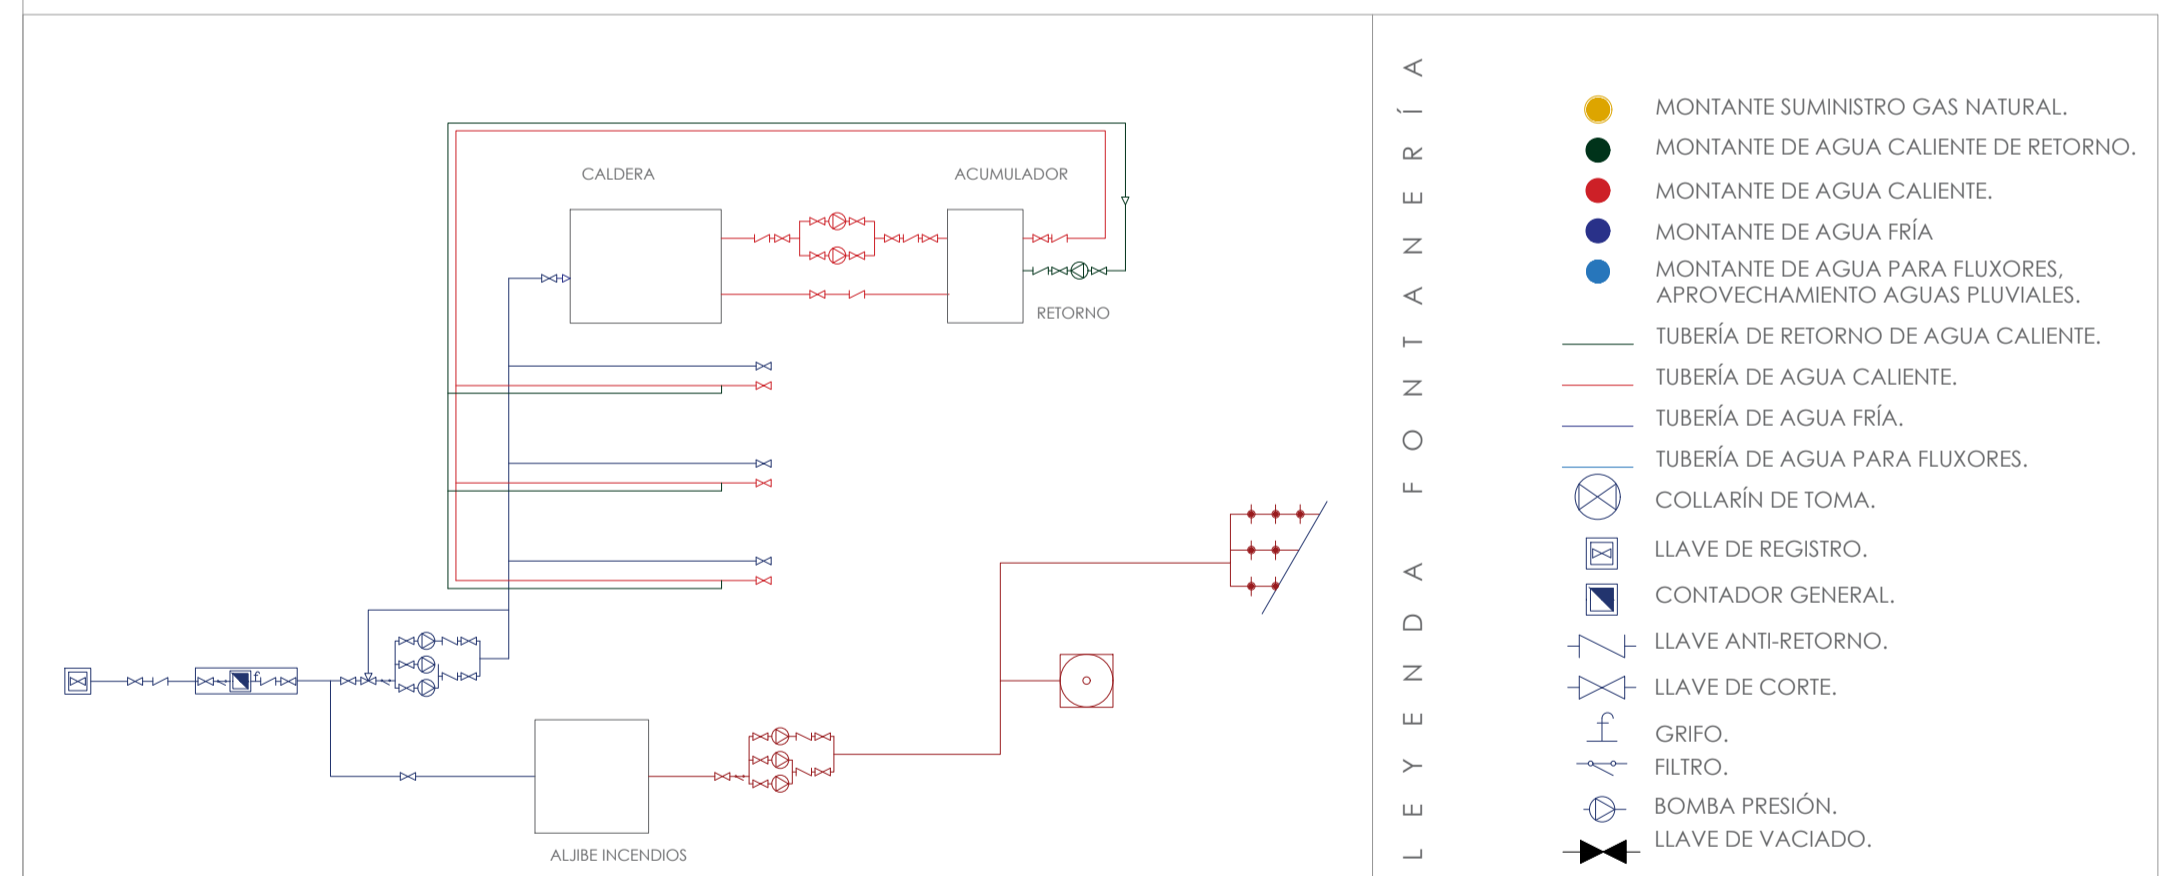 CALDERA
ACUMULADOR
RETORNO
f
ALJIBE INCENDIOS
LEYENDA FONTANERÍA
MONTANTE SUMINISTRO GAS NATURAL.
MONTANTE DE AGUA CALIENTE DE RETORNO.
MONTANTE DE AGUA CALIENTE.
MONTANTE DE AGUA FRÍA
MONTANTE DE AGUA PARA FLUXORES,
APROVECHAMIENTO AGUAS PLUVIALES.
TUBERÍA DE RETORNO DE AGUA CALIENTE.
TUBERÍA DE AGUA CALIENTE.
TUBERÍA DE AGUA FRÍA.
TUBERÍA DE AGUA PARA FLUXORES.
COLLARÍN DE TOMA.
LLAVE DE REGISTRO.
CONTADOR GENERAL.
LLAVE ANTI-RETORNO.
LLAVE DE CORTE.
GRIFO.
FILTRO.
BOMBA PRESIÓN.
LLAVE DE VACIADO.